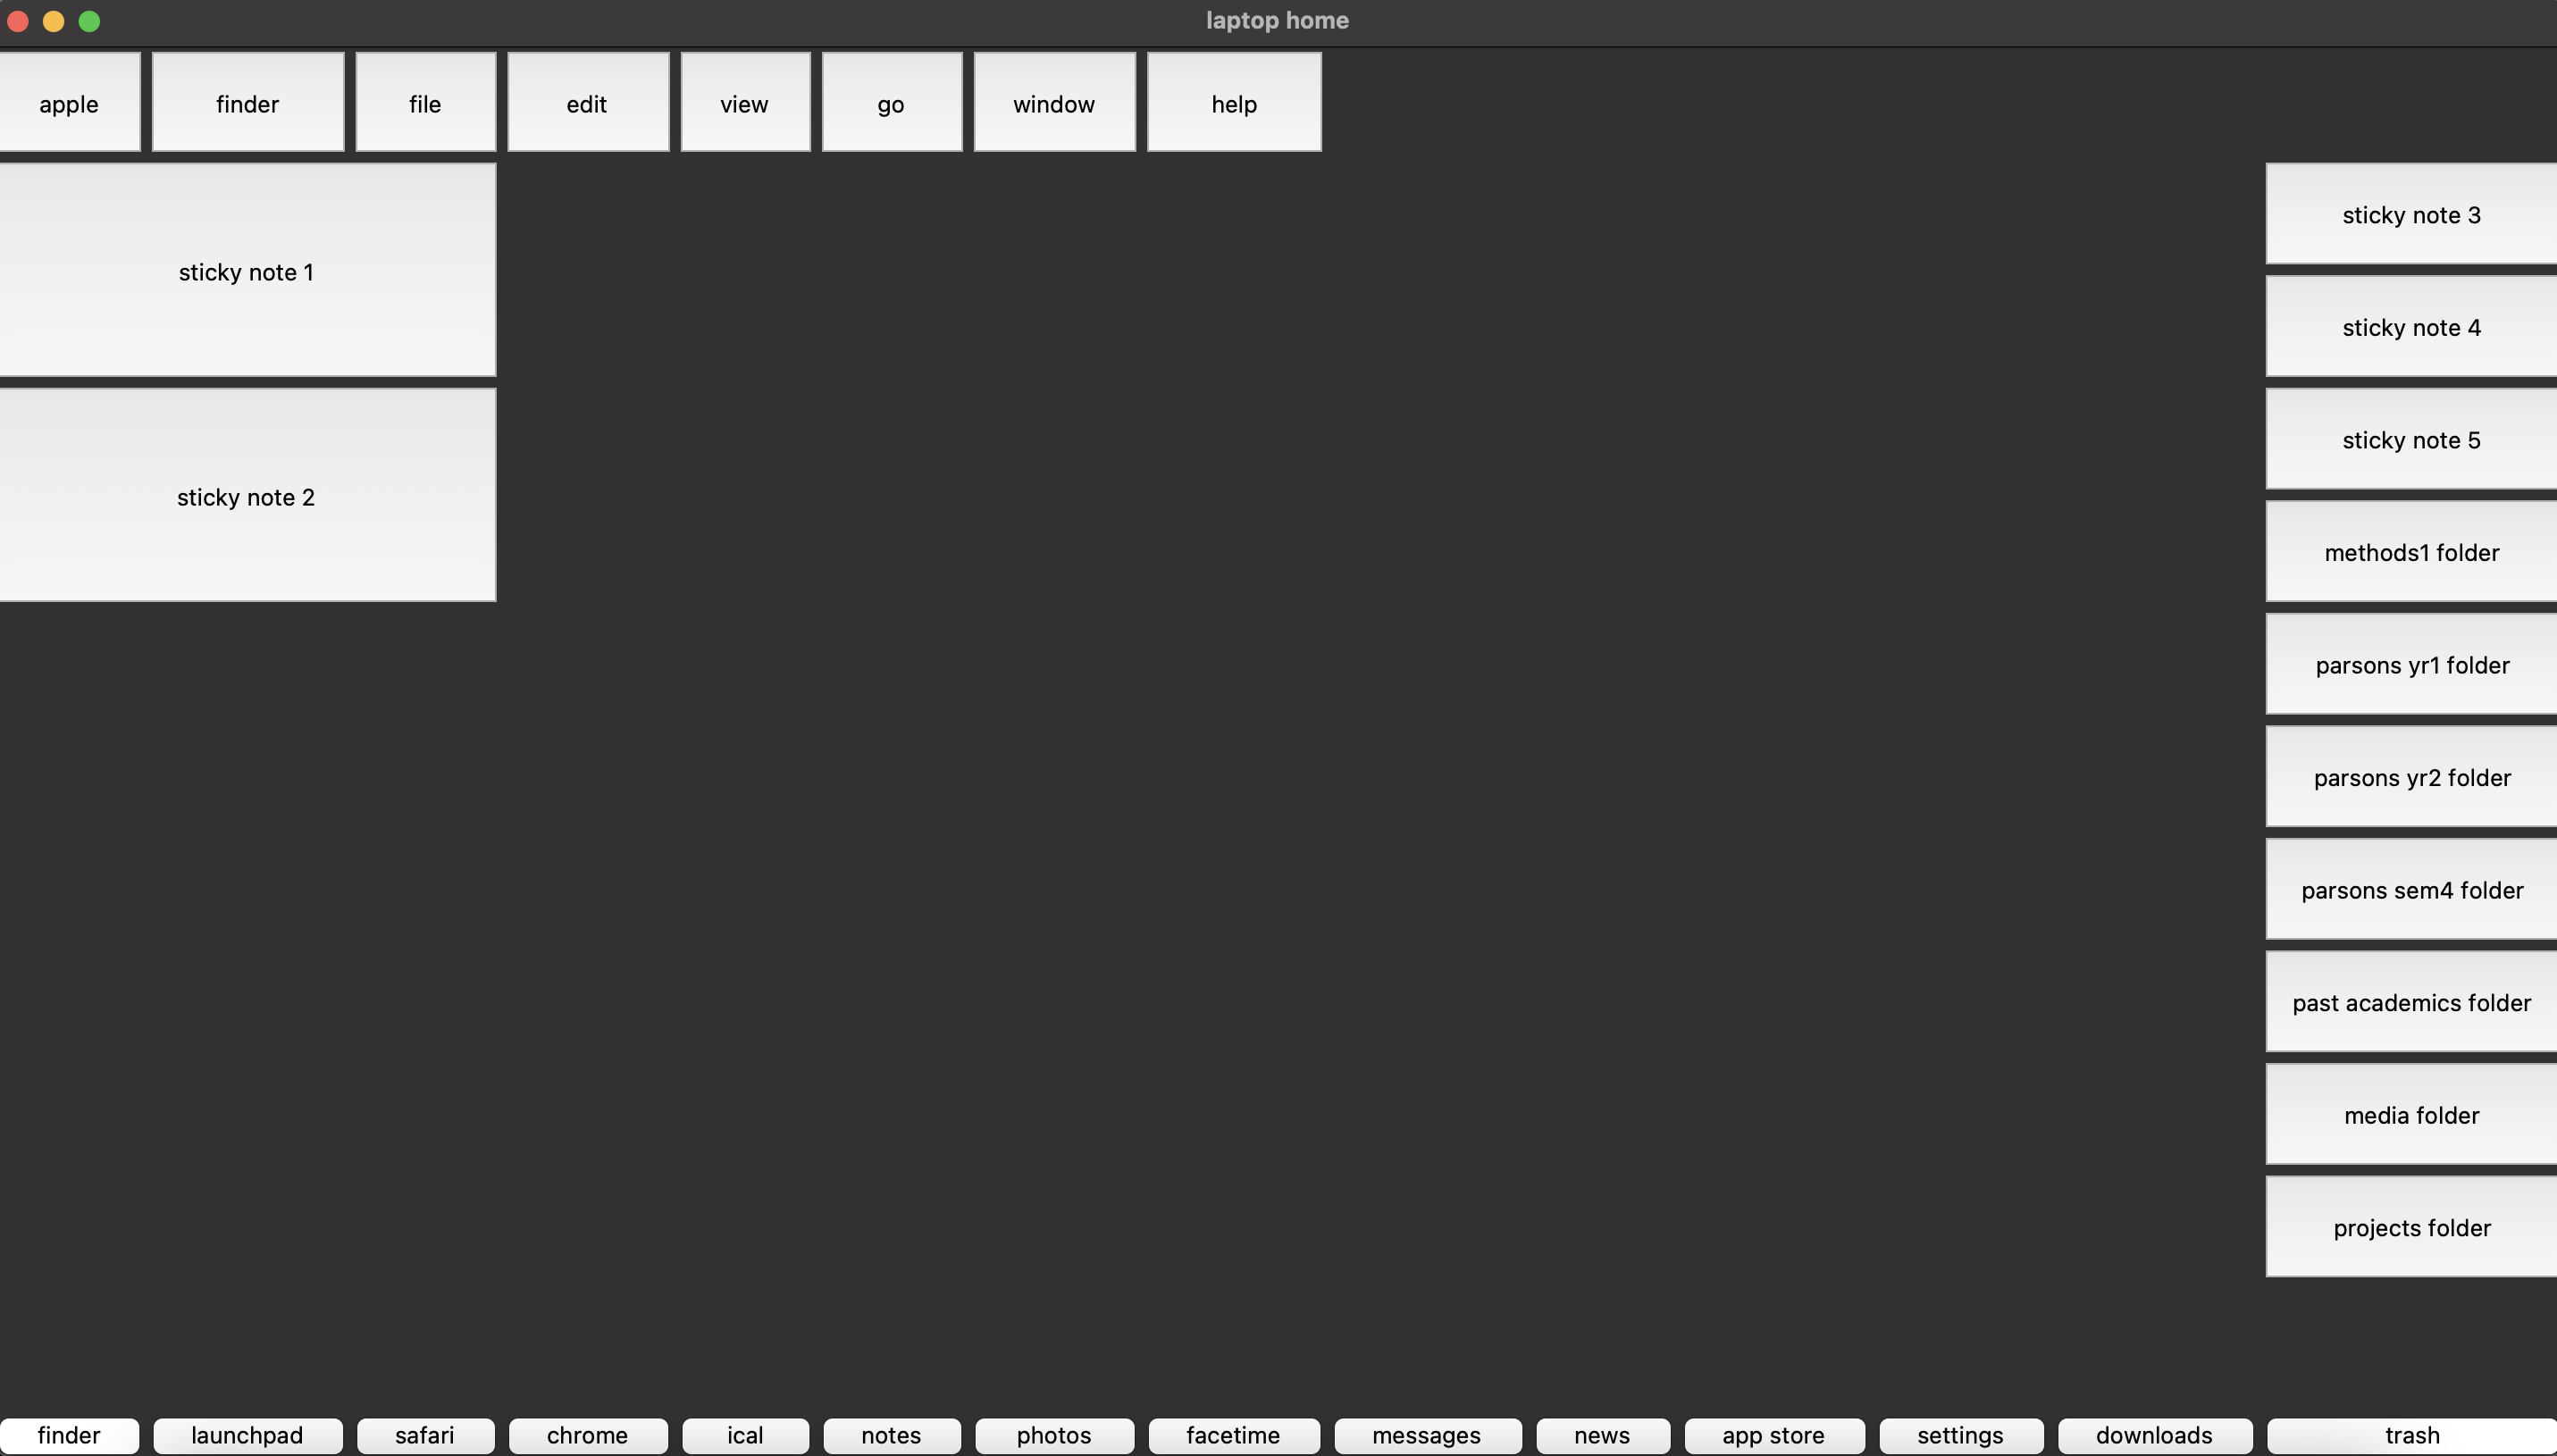 laptop home
apple
finder
file
edit
view
go
window
help
sticky note 1
sticky note 2
sticky note 3
sticky note 4
sticky note 5
methods1 folder
parsons yr1 folder
parsons yr2 folder
parsons sem4 folder
past academics folder
media folder
projects folder
finder
launchpad
safari
chrome
ical
notes
photos
facetime
messages
news
app store
settings
downloads
trash